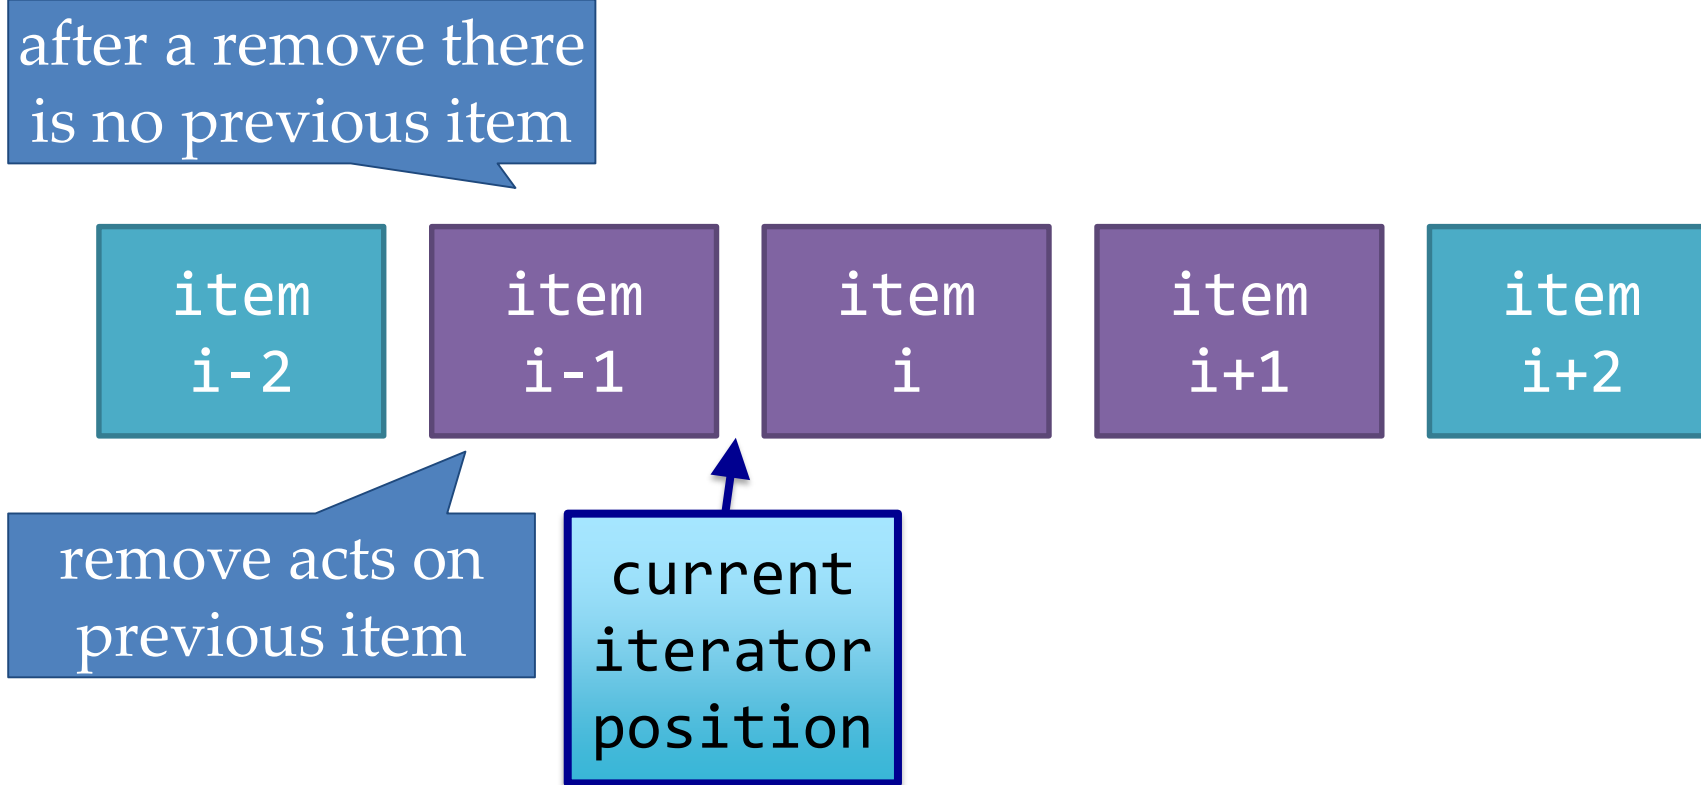 after a remove there
is no previous item
item
i-2
item
i-1
item
i
item
i+1
item
i+2
remove acts on
previous item
current
iterator
position